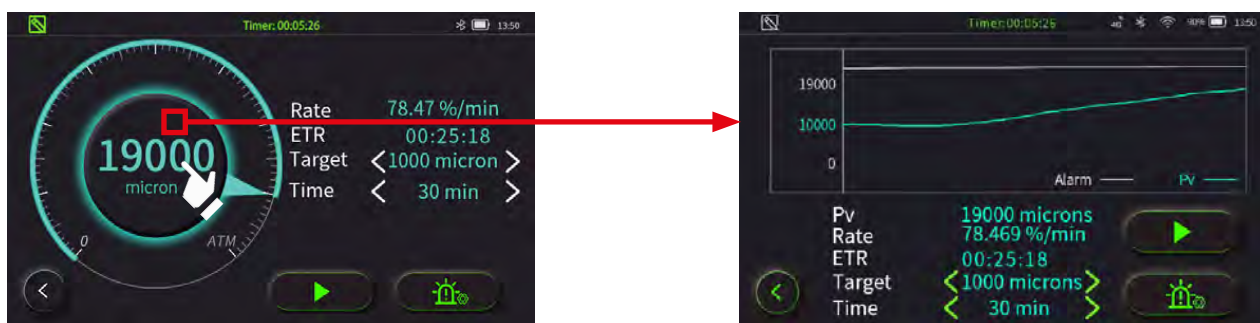 Timer: 00:05:26
13:50
Rate 78.47 %/min
ETR 00:25:18
Target 1000 micron
Time 30 min
19000
micron
0
ATM
Timer: 00:05:26
4G 90% 13:50
19000
10000
0
Alarm
Pv
Pv 19000 microns
Rate 78.469 %/min
ETR 00:25:18
Target 1000 microns
Time 30 min